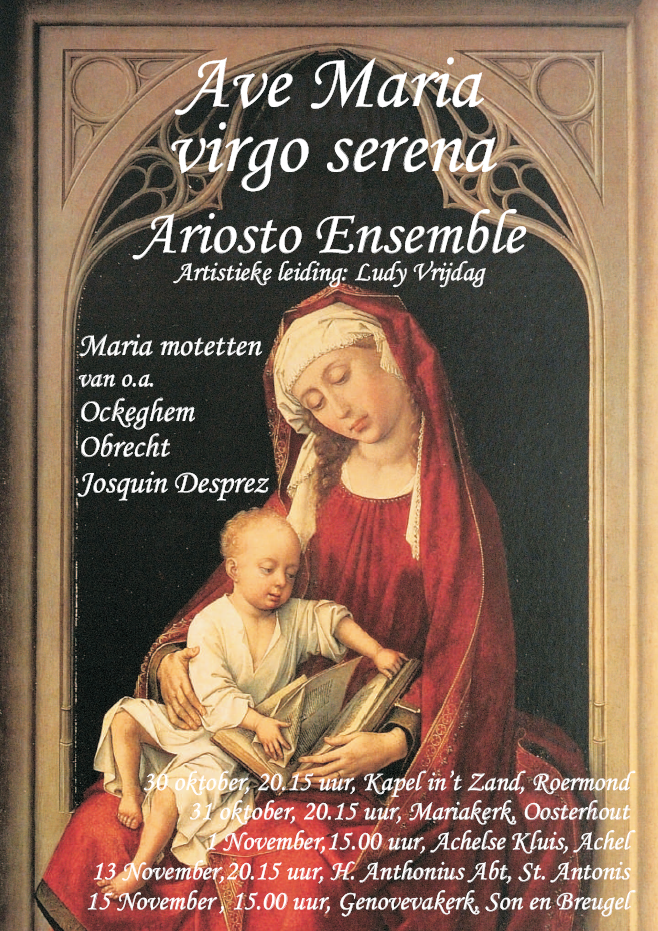 Ave Maria
virgo serena
Ariosto Ensemble
Artistieke leiding: Ludy Vrijdag
Maria motetten
van o.a.
Ockeghem
Obrecht
Josquin Desprez
30 oktober, 20.15 uur, Kapel in't Zand, Roermond
31 oktober, 20.15 uur, Mariakerk, Oosterhout
1 November,15.00 uur, Achelse Kluis, Achel
13 November,20.15 uur, H. Anthonius Abt, St. Antonis
15 November , 15.00 uur, Genovevakerk, Son en Breugel